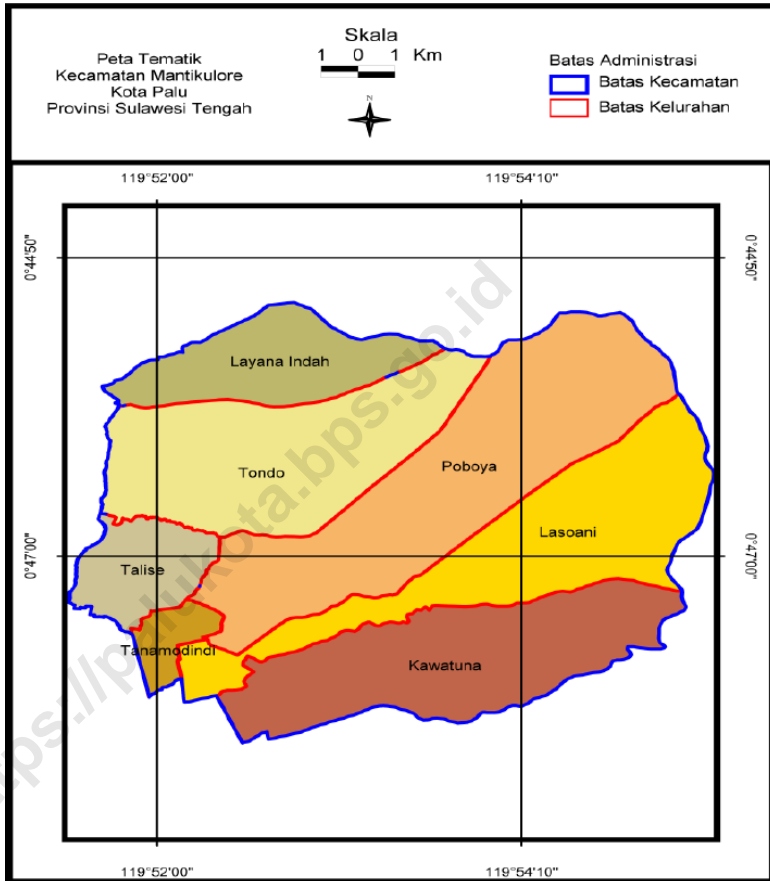 Peta Tematik
Kecamatan Mantikulore
Kota Palu
Provinsi Sulawesi Tengah
Skala
1 0 1 Km
N
Batas Administrasi
Batas Kecamatan
Batas Kelurahan
119°52'00" 119°54'10"
0°44'50" 0°44'50"
Layana Indah
Tondo
Poboya
Lasoani
0°47'00" 0°47'00"
Talise
Tanamodindi
Kawatuna
119°52'00" 119°54'10"
ps://palukota.bps.go.id